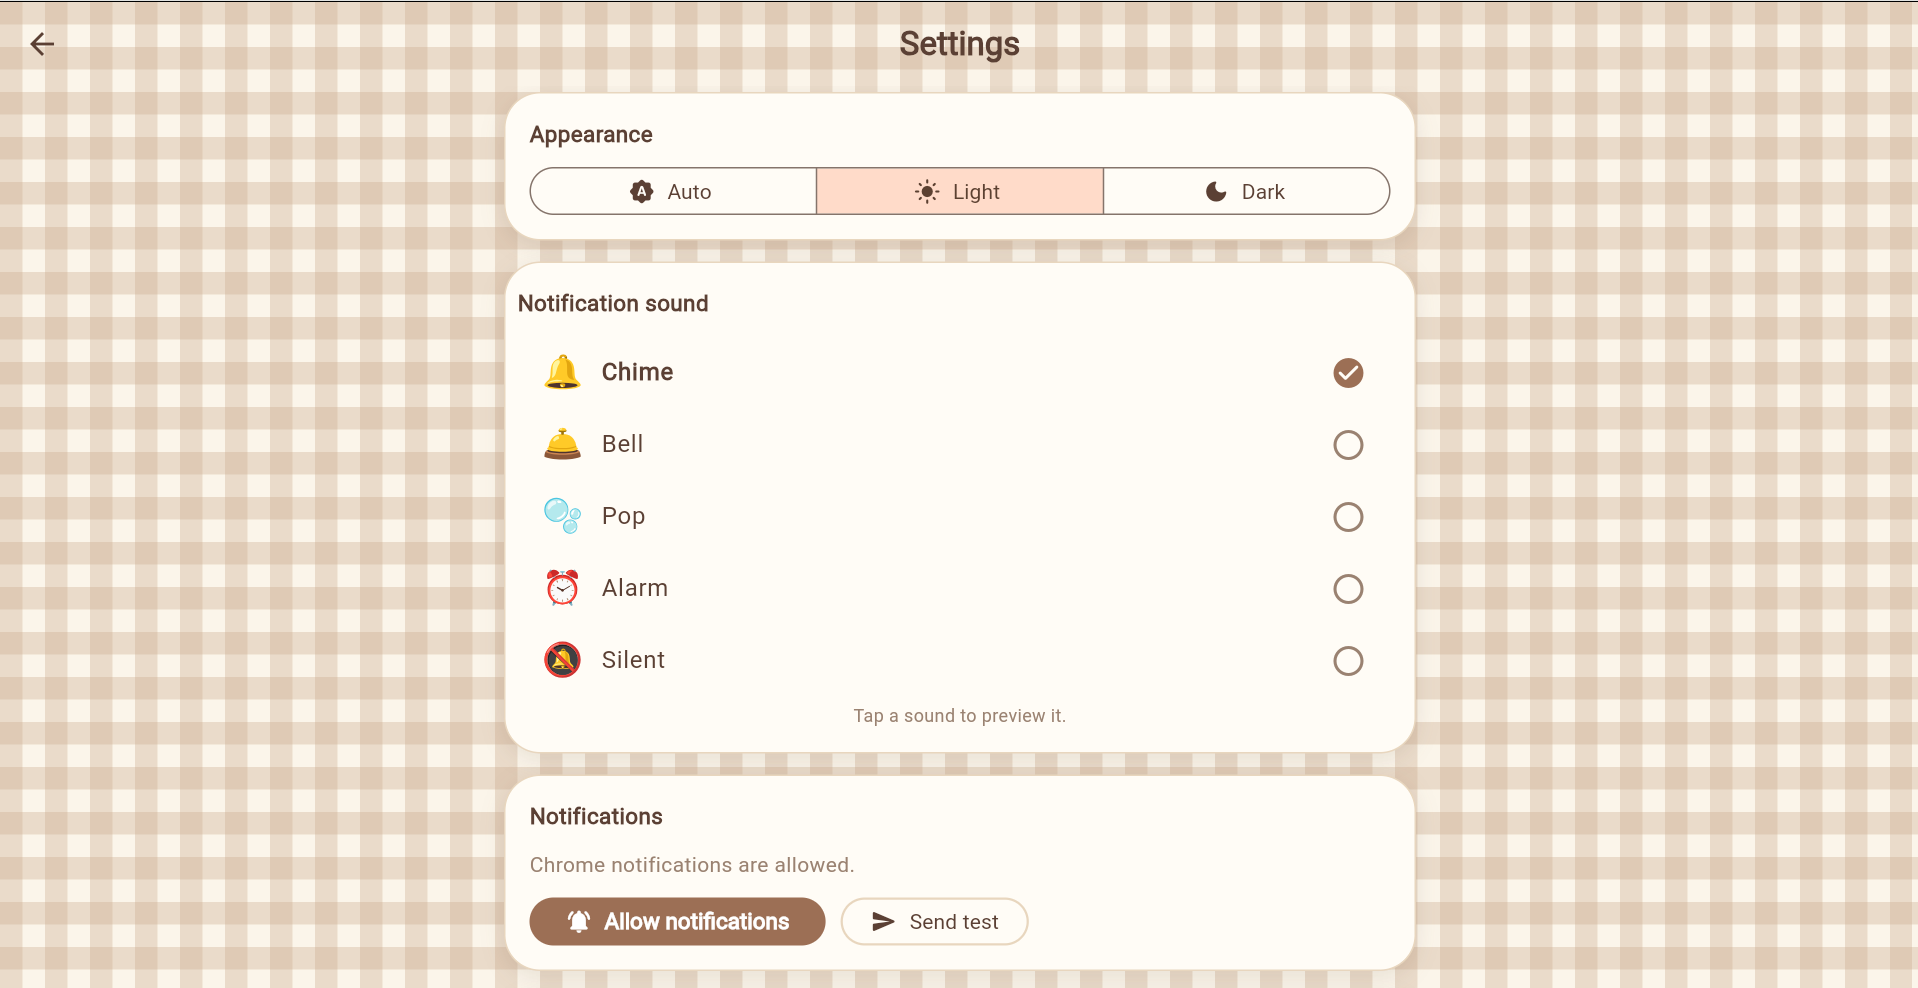 Settings
Appearance
Auto
Light
Dark
Notification sound
Chime
Bell
Pop
Alarm
Silent
Tap a sound to preview it.
Notifications
Chrome notifications are allowed.
Allow notifications
Send test